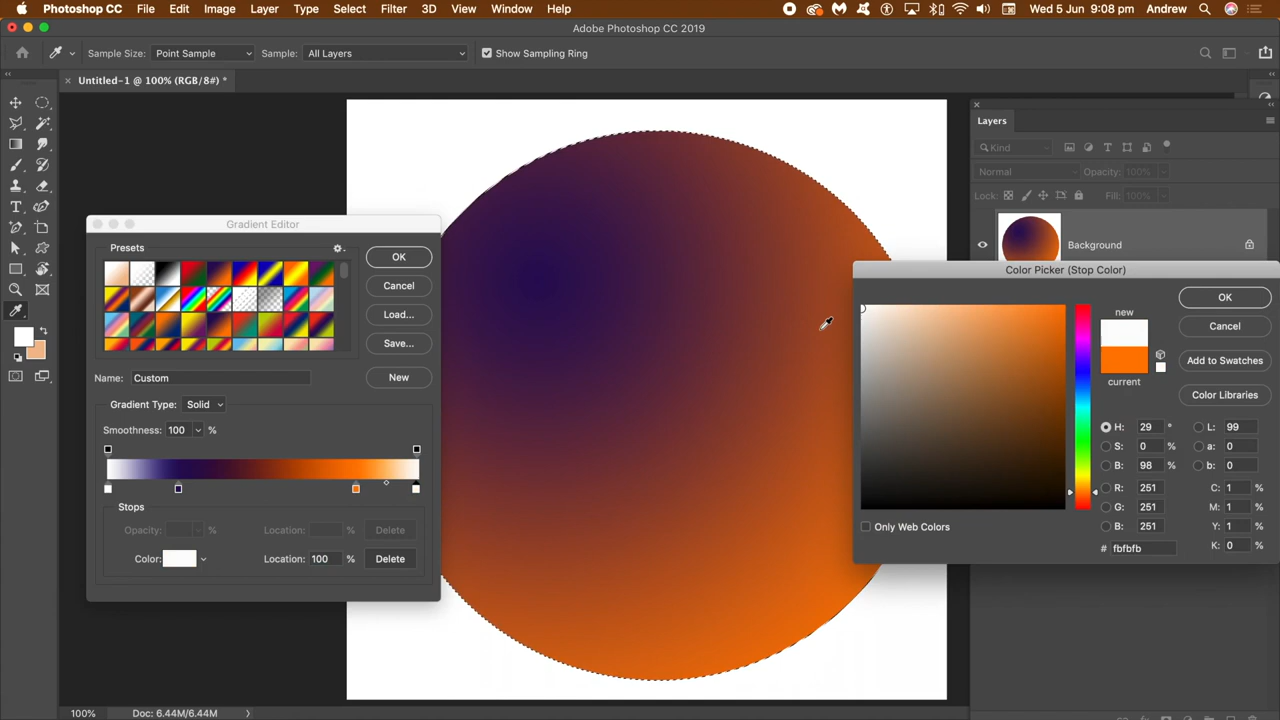 Photoshop CC File Edit Image Layer Type Select Filter 3D View Window Help Wed 5 Jun 9:08 pm Andrew
Adobe Photoshop CC 2019
Sample Size: Point Sample Sample: All Layers Show Sampling Ring
× Untitled-1 @ 100% (RGB/8#) *
Layers
Kind
Normal Opacity: 100%
Lock: Fill: 100%
Background
Gradient Editor
Presets
OK
Cancel
Load...
Save...
Name: Custom
New
Gradient Type: Solid
Smoothness: 100 %
Stops
Opacity: % Location: Delete
Color: Location: 100 % Delete
Color Picker (Stop Color)
new
current
OK
Cancel
Add to Swatches
Color Libraries
H: 29 ° L: 99
S: 0 % a: 0
B: 98 % b: 0
R: 251 C: 1 %
G: 251 M: 1 %
B: 251 Y: 1 %
# fbfbfb K: 0 %
Only Web Colors
100% Doc: 6.44M/6.44M